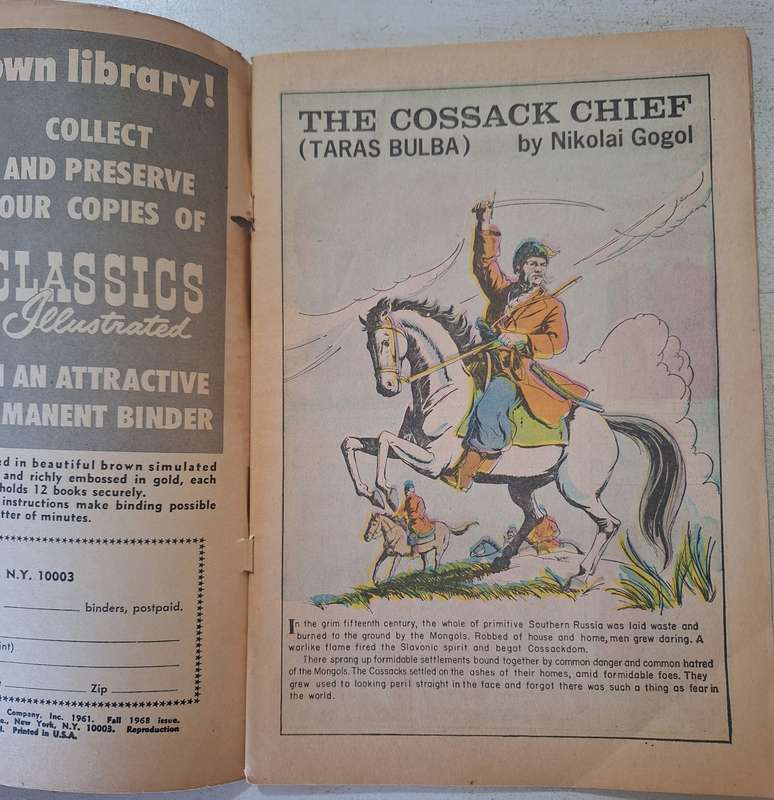 own library!
COLLECT
AND PRESERVE
OUR COPIES OF
CLASSICS
Illustrated
AN ATTRACTIVE
MANENT BINDER
ed in beautiful brown simulated
and richly embossed in gold, each
holds 12 books securely.
instructions make binding possible
tter of minutes.
N.Y. 10003
binders, postpaid.
int)
Zip
Company, Inc. 1961. Fall 1968 issue.
e., New York, N.Y. 10003. Reproduction
Printed in U.S.A.
THE COSSACK CHIEF
(TARAS BULBA) by Nikolai Gogol
In the grim fifteenth century, the whole of primitive Southern Russia was laid waste and
burned to the ground by the Mongols. Robbed of house and home, men grew daring. A
warlike flame fired the Slavonic spirit and begot Cossackdom.
There sprang up formidable settlements bound together by common danger and common hatred
of the Mongols. The Cossacks settled on the ashes of their homes, amid formidable foes. They
grew used to looking peril straight in the face and forgot there was such a thing as fear in
the world.